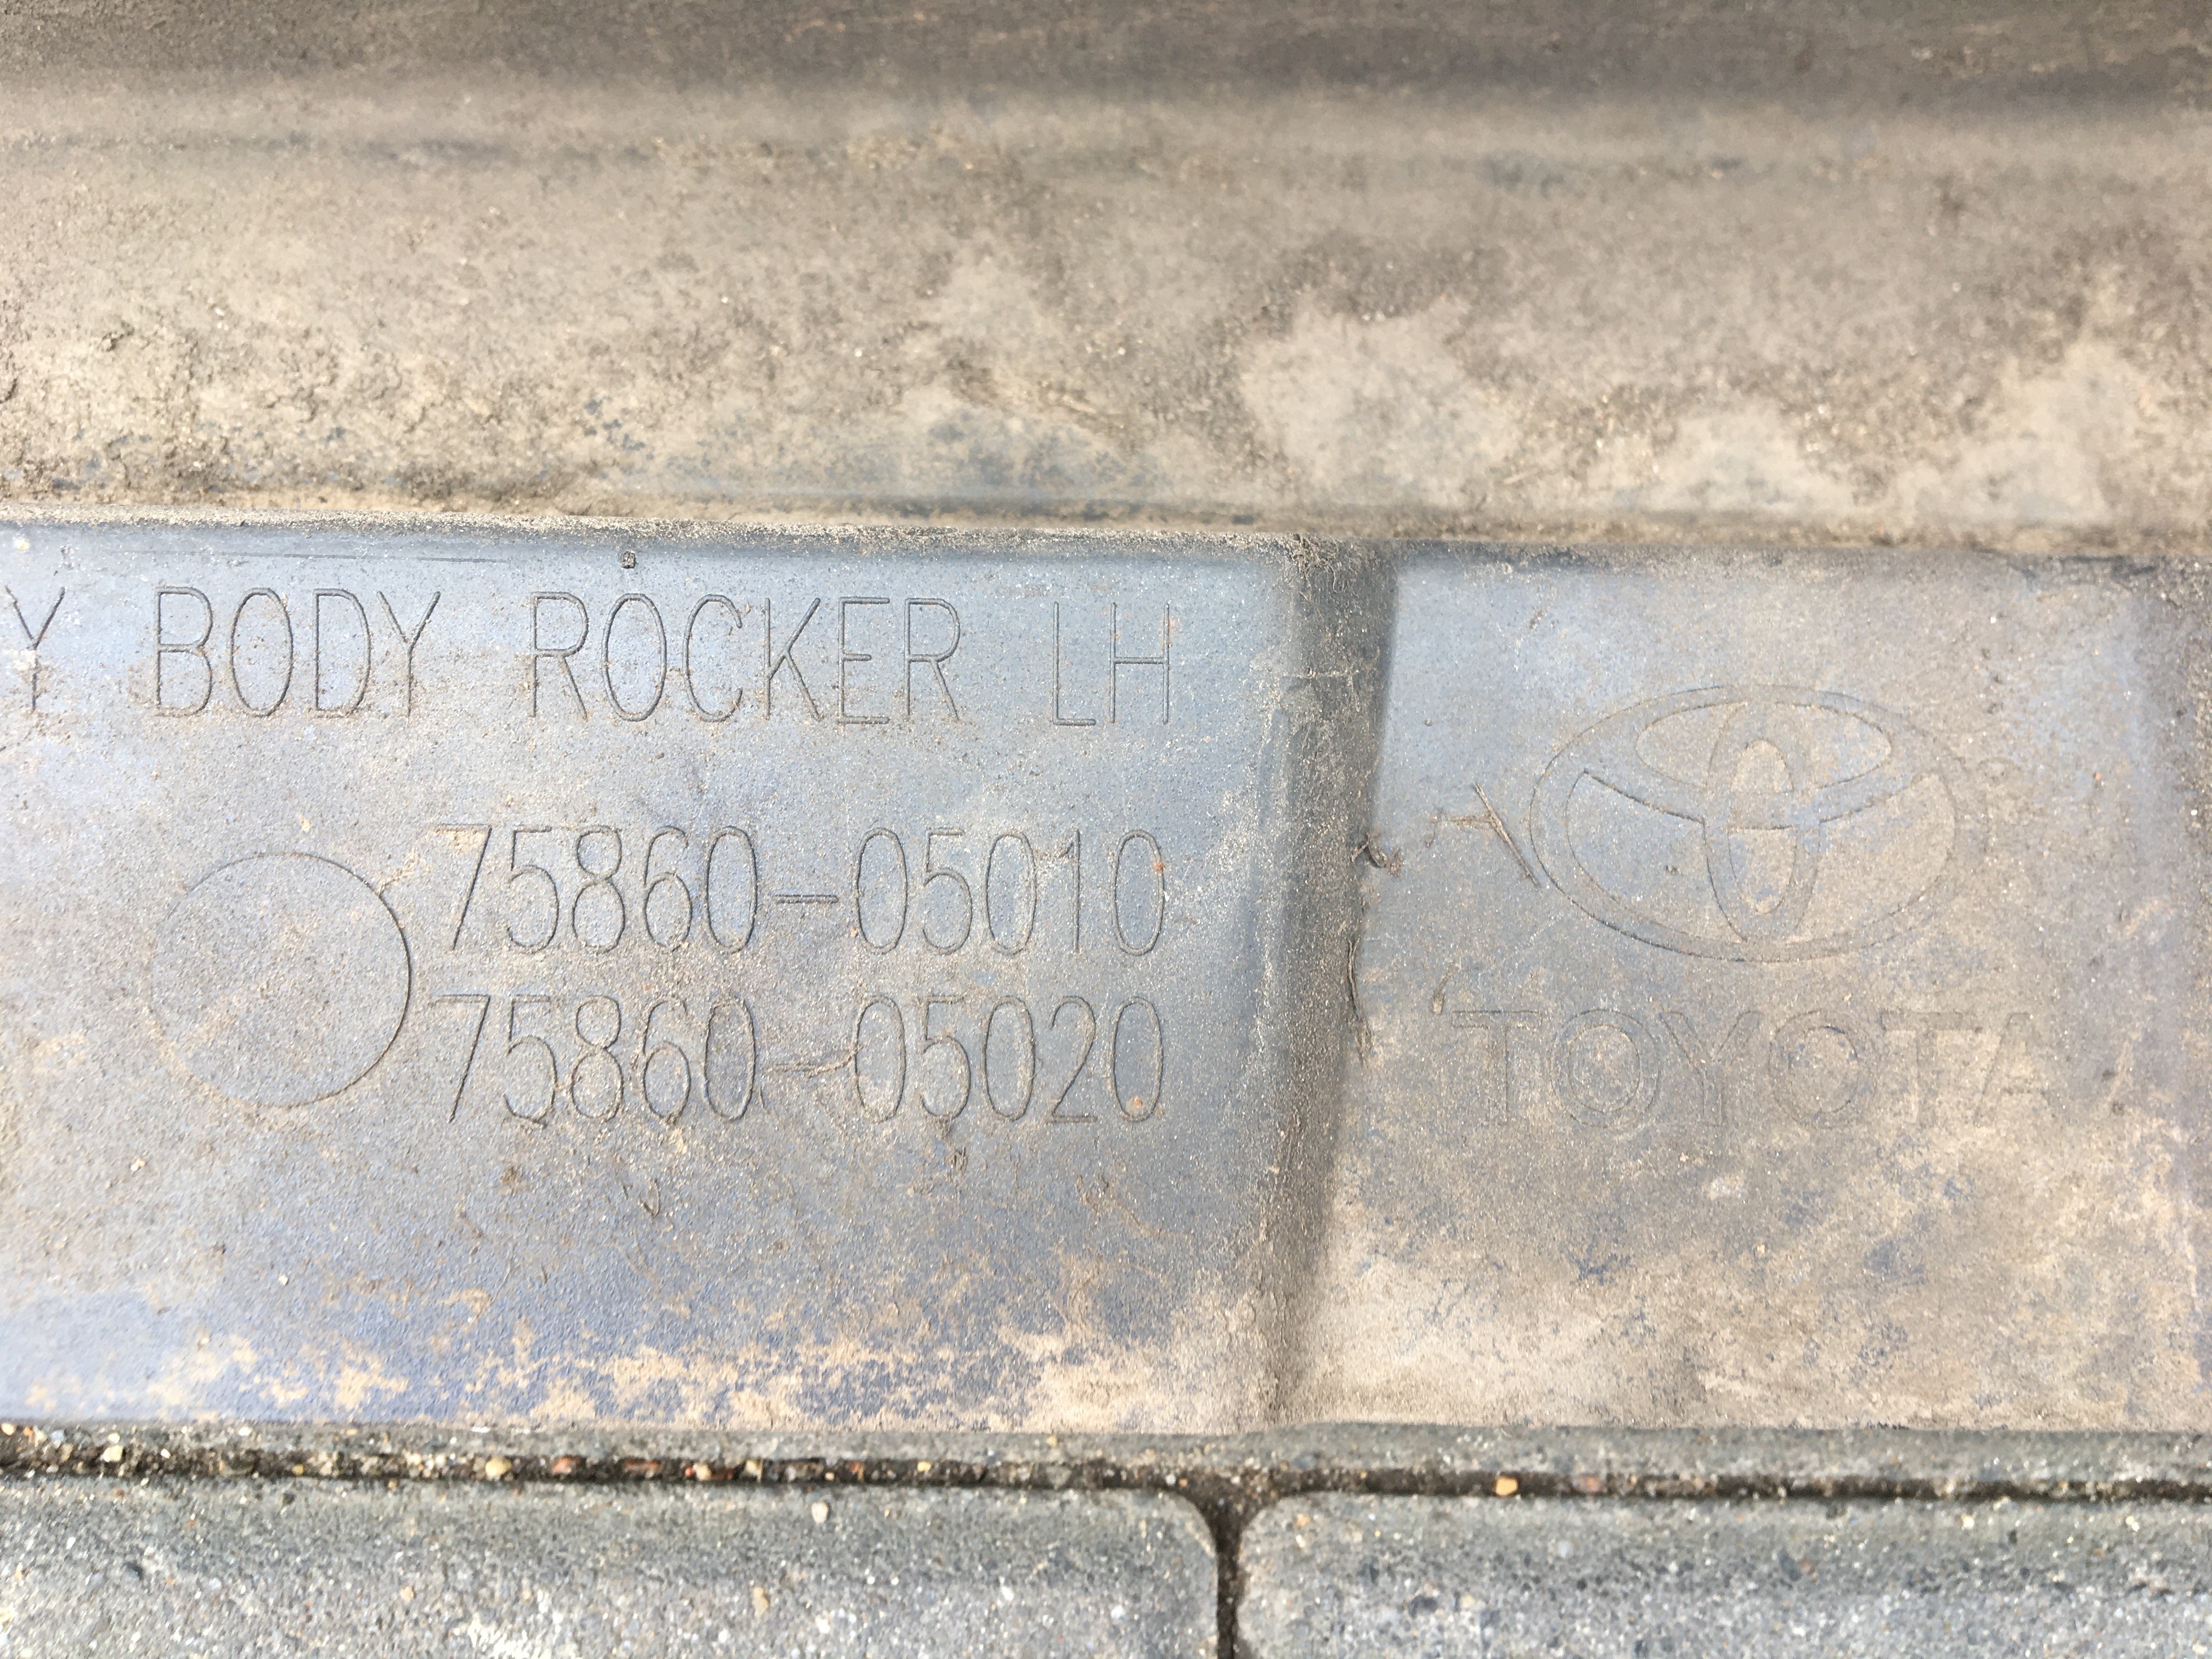 Y BODY ROCKER LH
75860-05010
75860-05020
TOYOTA